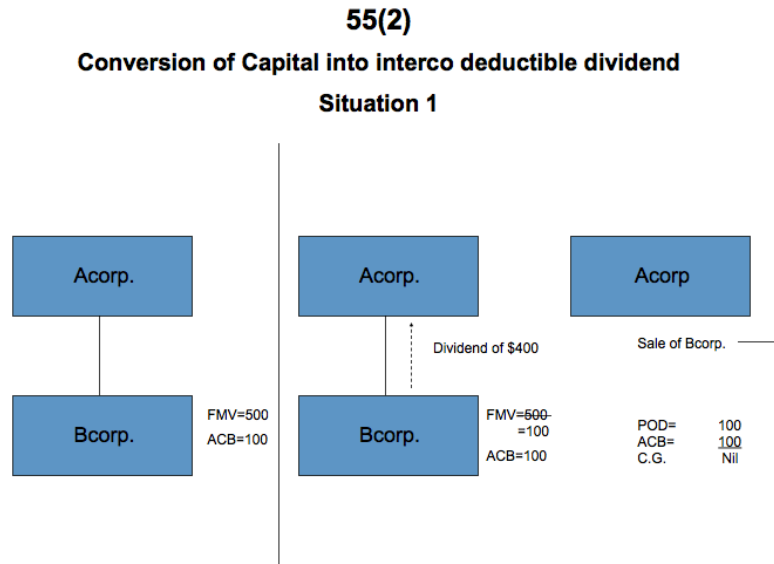 55(2)
Conversion of Capital into interco deductible dividend
Situation 1
Acorp.
Bcorp.
FMV=500
ACB=100
Acorp.
Dividend of $400
Bcorp.
FMV=500
=100
ACB=100
Acorp
Sale of Bcorp.
POD= 100
ACB= 100
C.G. Nil